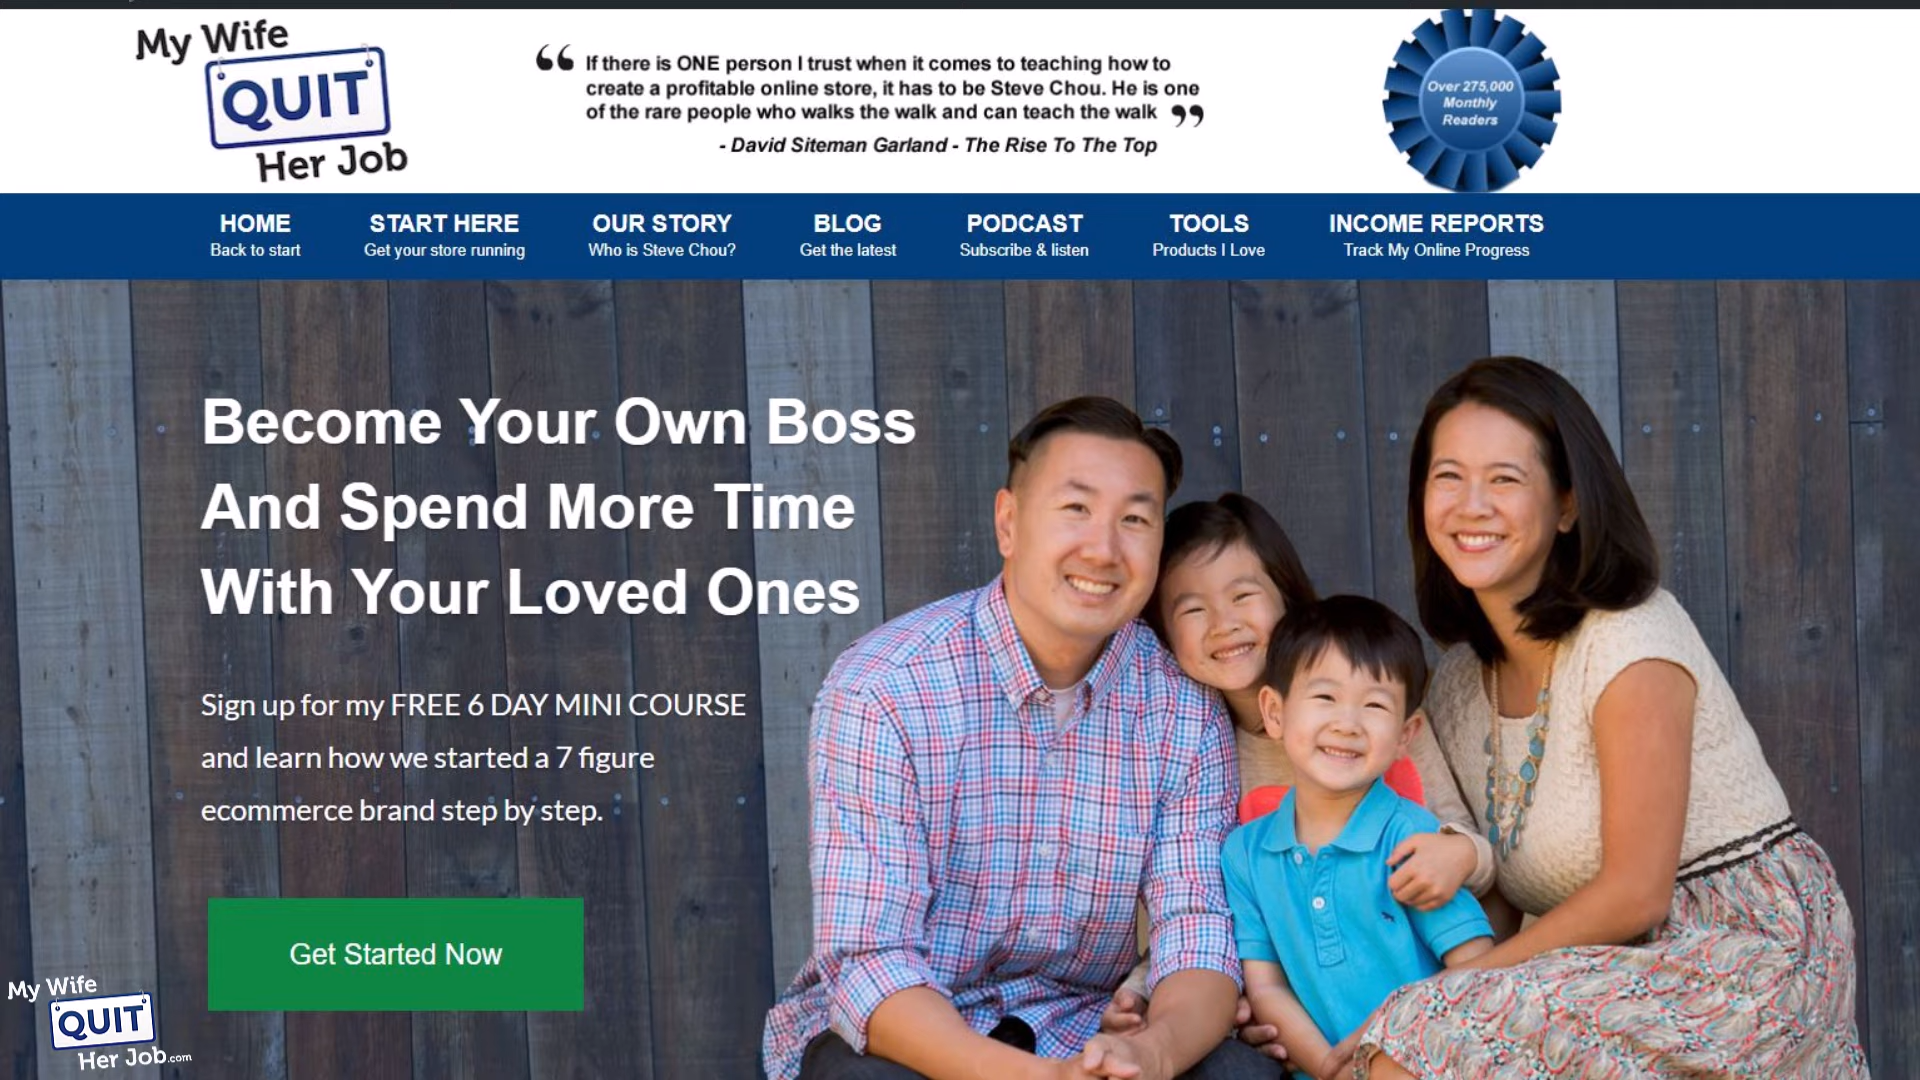 My Wife
QUIT
Her Job
If there is ONE person I trust when it comes to teaching how to
create a profitable online store, it has to be Steve Chou. He is one
of the rare people who walks the walk and can teach the walk
- David Siteman Garland - The Rise To The Top
Over 275,000
Monthly
Readers
HOME
Back to start
START HERE
Get your store running
OUR STORY
Who is Steve Chou?
BLOG
Get the latest
PODCAST
Subscribe & listen
TOOLS
Products I Love
INCOME REPORTS
Track My Online Progress
Become Your Own Boss
And Spend More Time
With Your Loved Ones
Sign up for my FREE 6 DAY MINI COURSE
and learn how we started a 7 figure
ecommerce brand step by step.
Get Started Now
My Wife
QUIT
Her Job.com